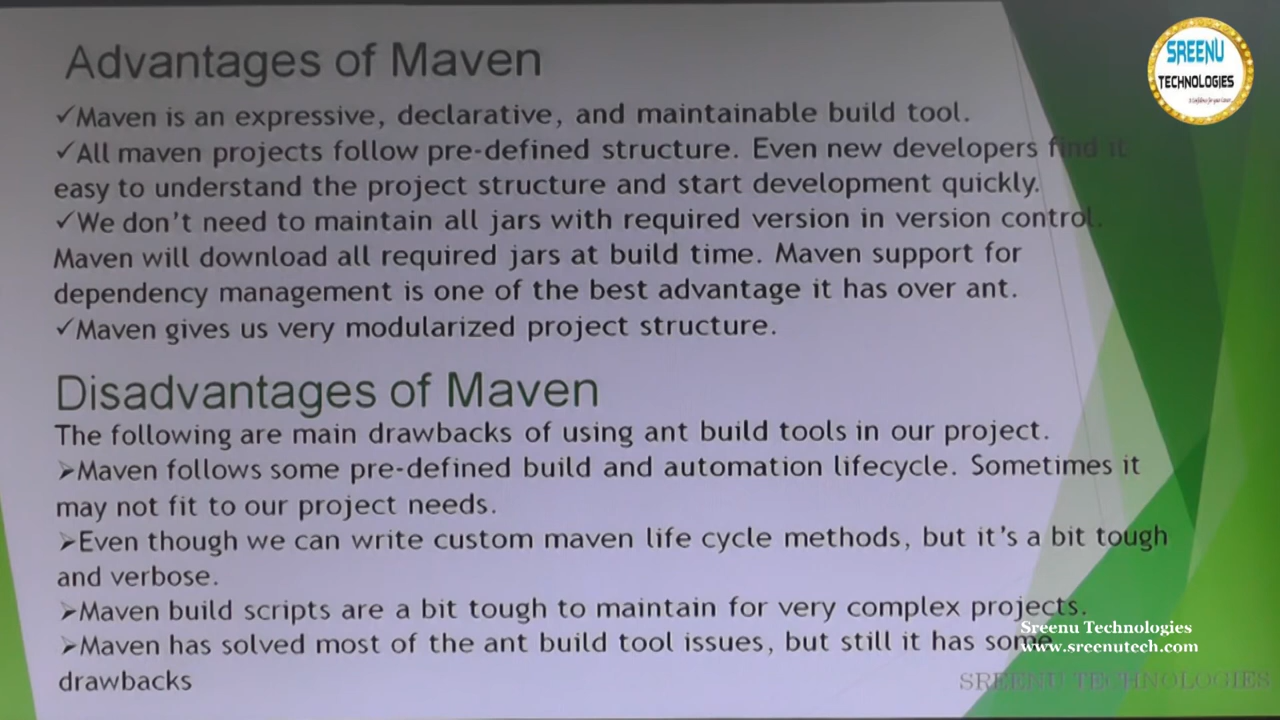 Advantages of Maven
SREENU
TECHNOLOGIES
✓Maven is an expressive, declarative, and maintainable build tool.
✓All maven projects follow pre-defined structure. Even new developers find it
easy to understand the project structure and start development quickly.
✓We don't need to maintain all jars with required version in version control.
Maven will download all required jars at build time. Maven support for
dependency management is one of the best advantage it has over ant.
✓Maven gives us very modularized project structure.
Disadvantages of Maven
The following are main drawbacks of using ant build tools in our project.
➢Maven follows some pre-defined build and automation lifecycle. Sometimes it
may not fit to our project needs.
➢Even though we can write custom maven life cycle methods, but it's a bit tough
and verbose.
➢Maven build scripts are a bit tough to maintain for very complex projects.
➢Maven has solved most of the ant build tool issues, but still it has some
drawbacks
Sreenu Technologies
www.sreenutech.com
SREENU TECHNOLOGIES